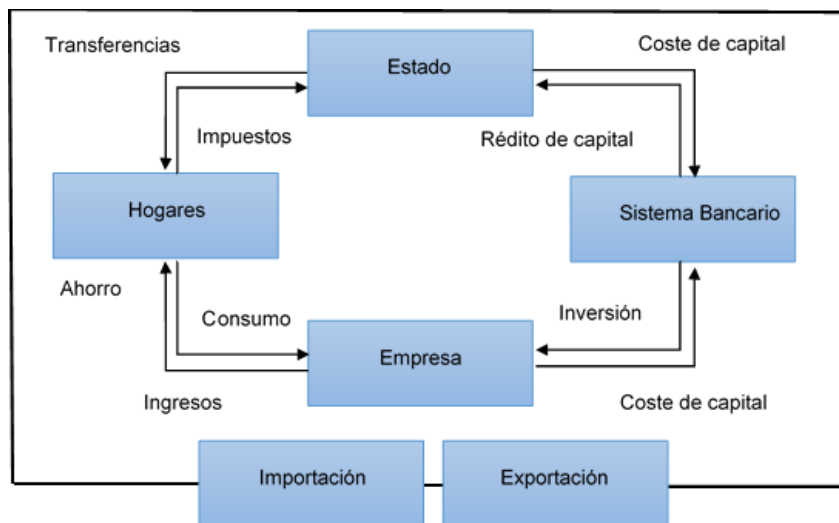 Transferencias
Estado
Coste de capital
Impuestos
Rédito de capital
Hogares
Sistema Bancario
Ahorro
Consumo
Inversión
Empresa
Ingresos
Coste de capital
Importación
Exportación